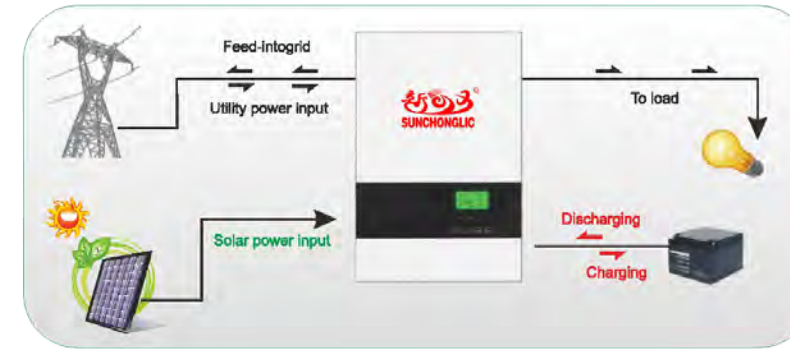 Feed-intogrid
Utility power input
SUNCHONGLIC
To load
Solar power input
Discharging
Charging